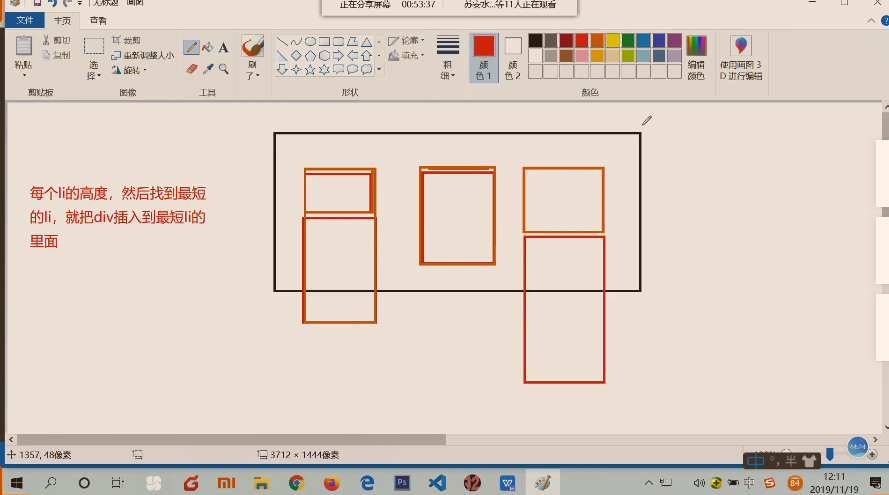 无标题 - 画图
正在分享屏幕 00:53:37
苏安水...等11人正在观看
文件
主页
查看
粘贴
剪切
复制
剪贴板
选择
裁剪
重新调整大小
旋转
图像
A
工具
刷了
轮廓
填充
形状
粗细
颜色 1
颜色 2
颜色
编辑颜色
使用画图 3D 进行编辑
每个li的高度，然后找到最短
的li，就把div插入到最短li的
里面
1357, 48像素
3712 × 1444像素
44:24
中 °, 半
Ps
中
S
84
12:11
2019/11/19